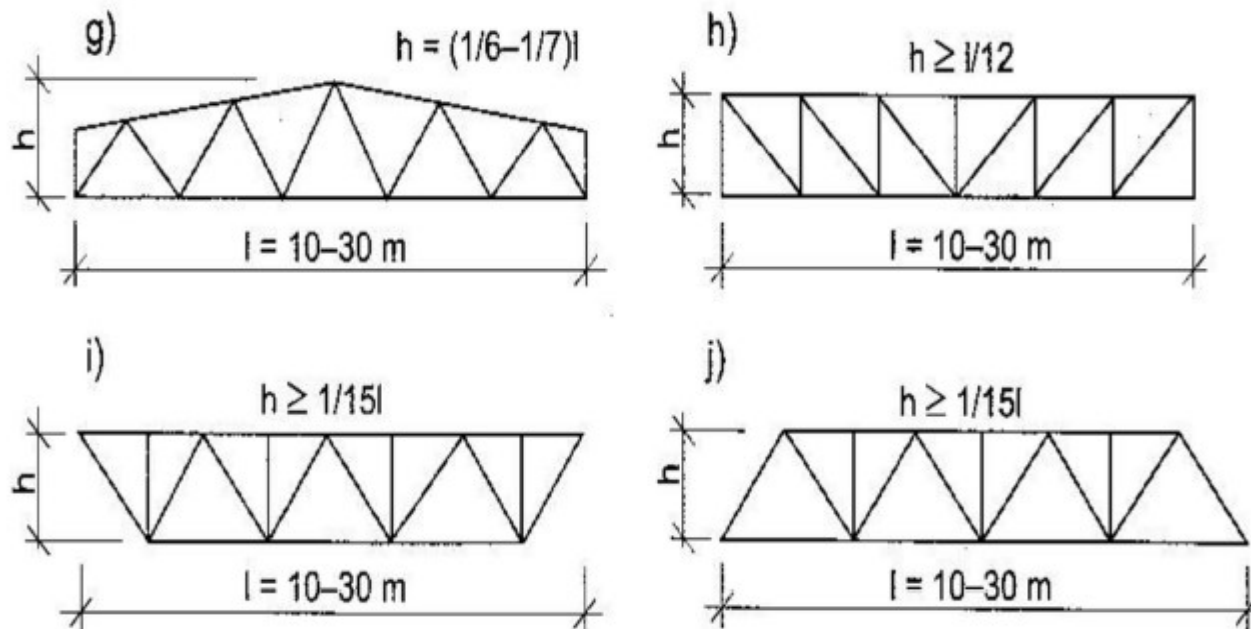 g)
h = (1/6–1/7)l
h
l = 10–30 m
h)
h ≥ l/12
h
l = 10–30 m
i)
h ≥ 1/15l
h
l = 10–30 m
j)
h ≥ 1/15l
h
l = 10–30 m